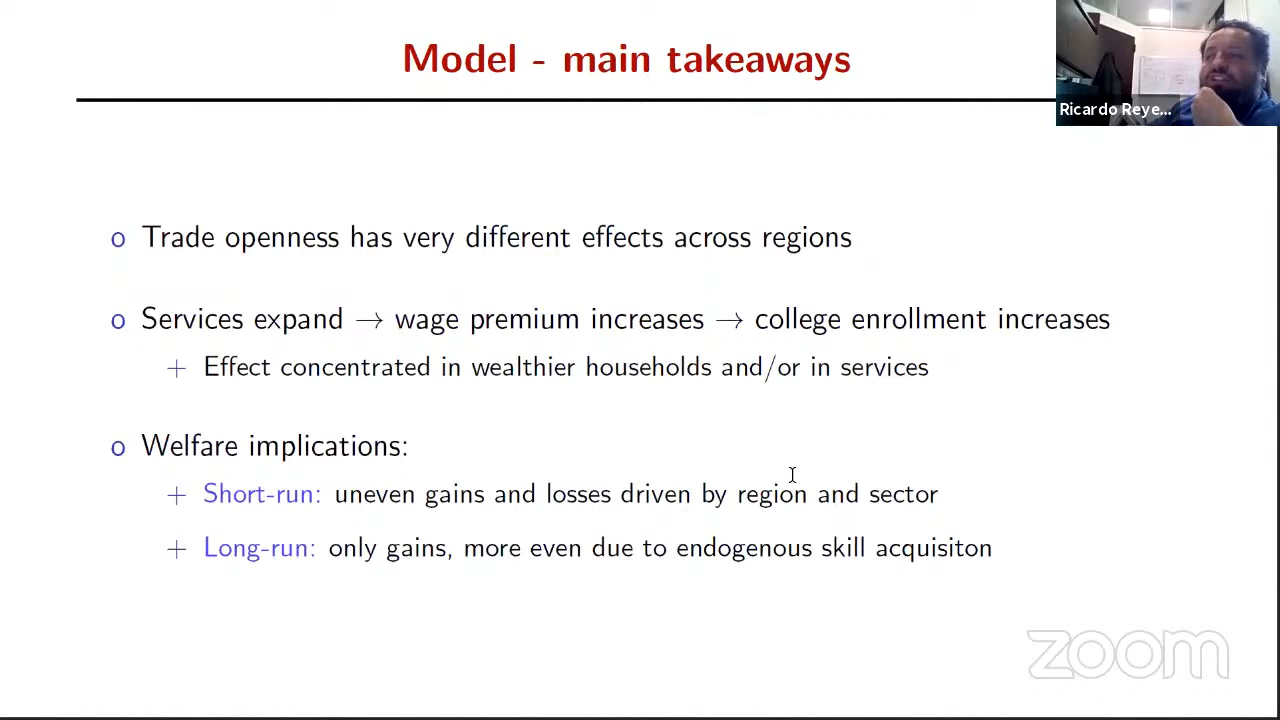 Model - main takeaways
Ricardo Reye...
o Trade openness has very different effects across regions
o Services expand → wage premium increases → college enrollment increases
+ Effect concentrated in wealthier households and/or in services
o Welfare implications:
+ Short-run: uneven gains and losses driven by region and sector
+ Long-run: only gains, more even due to endogenous skill acquisiton
zoom